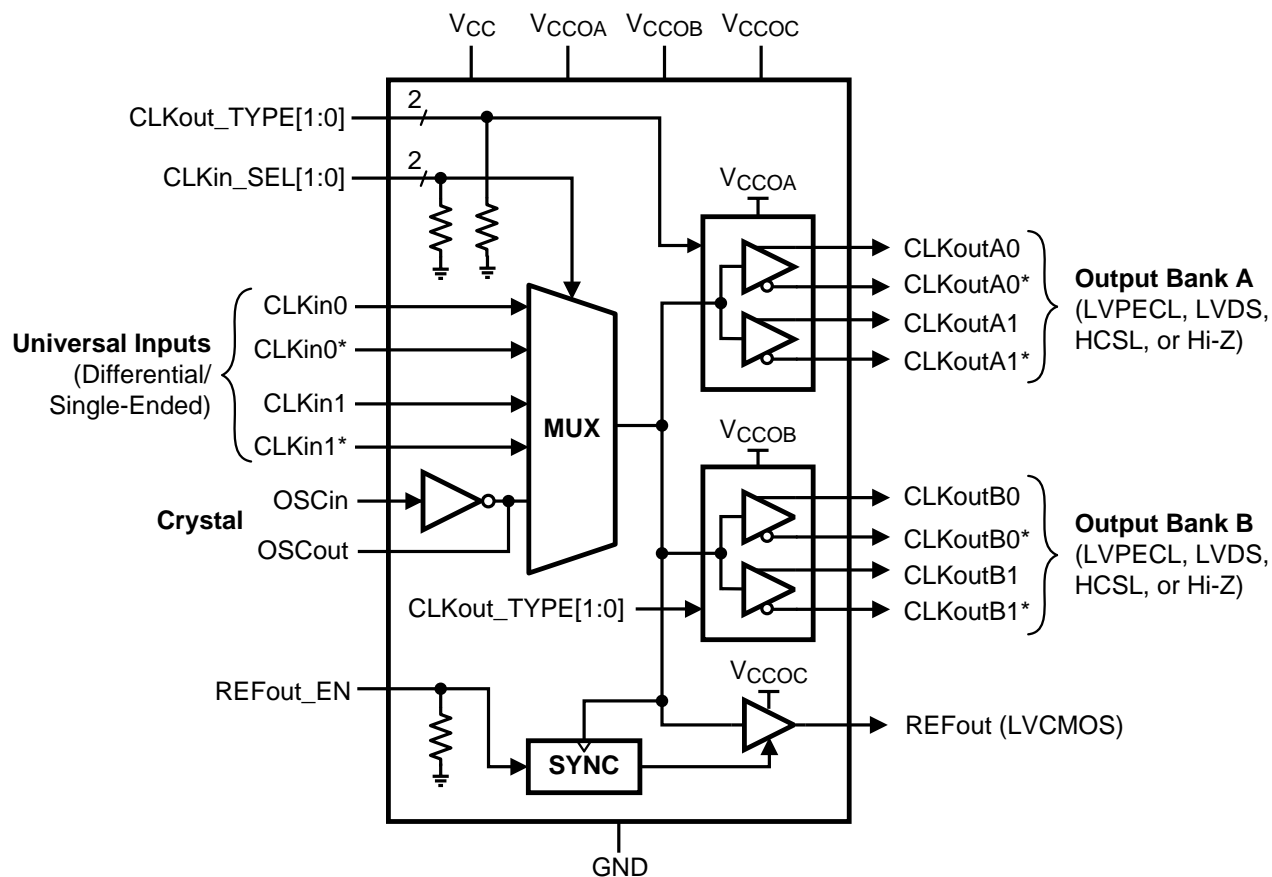 VCC VCCOA VCCOB VCCOC
CLKout_TYPE[1:0]
2
CLKin_SEL[1:0]
2
VCCOA
CLKoutA0
CLKoutA0*
CLKoutA1
CLKoutA1*
Output Bank A
(LVPECL, LVDS,
HCSL, or Hi-Z)
Universal Inputs
(Differential/
Single-Ended)
CLKin0
CLKin0*
CLKin1
CLKin1*
MUX
Crystal
OSCin
OSCout
VCCOB
CLKoutB0
CLKoutB0*
CLKoutB1
CLKoutB1*
Output Bank B
(LVPECL, LVDS,
HCSL, or Hi-Z)
CLKout_TYPE[1:0]
REFout_EN
VCCOC
REFout (LVCMOS)
SYNC
GND